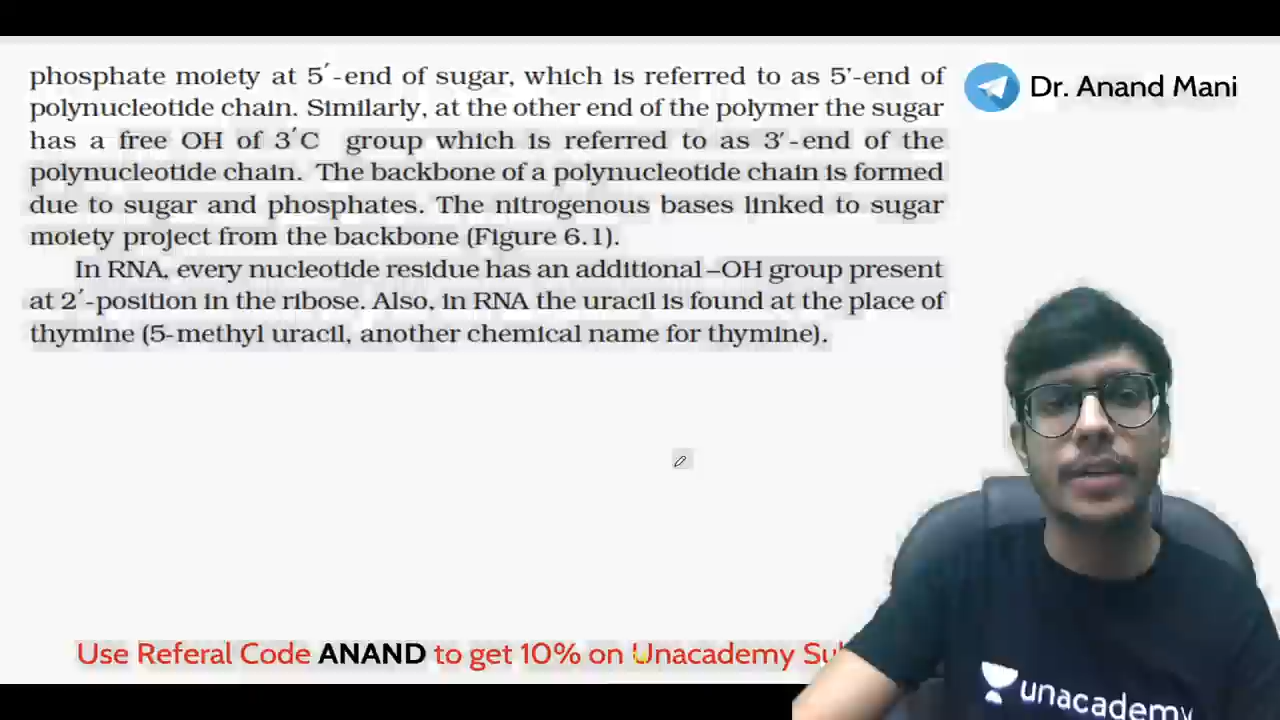 phosphate moiety at 5′-end of sugar, which is referred to as 5’-end of
polynucleotide chain. Similarly, at the other end of the polymer the sugar
has a free OH of 3′C group which is referred to as 3′-end of the
polynucleotide chain. The backbone of a polynucleotide chain is formed
due to sugar and phosphates. The nitrogenous bases linked to sugar
moiety project from the backbone (Figure 6.1).
In RNA, every nucleotide residue has an additional –OH group present
at 2′-position in the ribose. Also, in RNA the uracil is found at the place of
thymine (5-methyl uracil, another chemical name for thymine).
Dr. Anand Mani
Use Referal Code ANAND to get 10% on Unacademy
unacademy